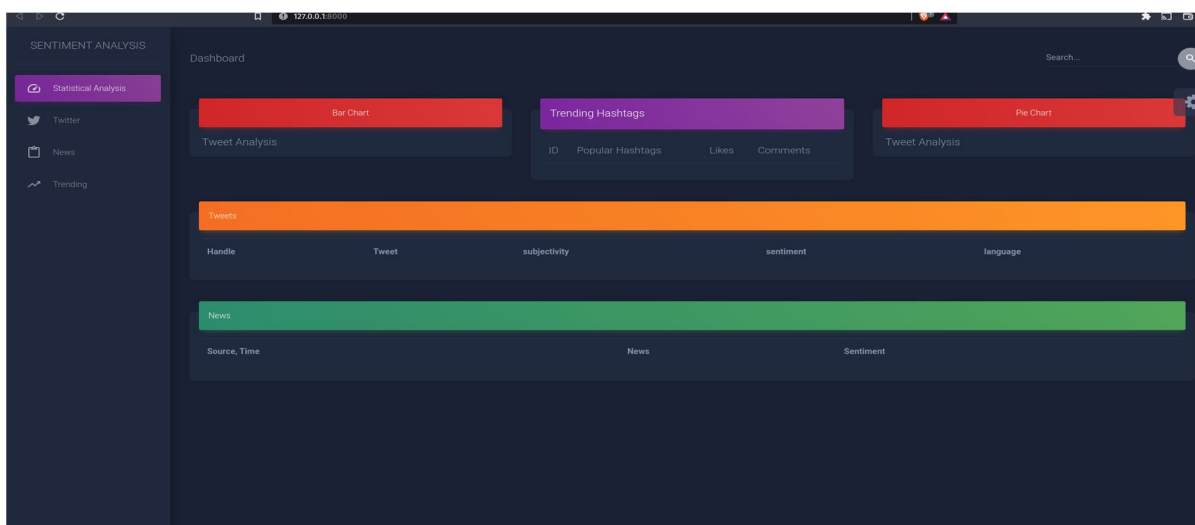 127.0.0.1:8000
SENTIMENT ANALYSIS
Statistical Analysis
Twitter
News
Trending
Dashboard
Search...
Bar Chart
Tweet Analysis
Trending Hashtags
ID Popular Hashtags Likes Comments
Pie Chart
Tweet Analysis
Tweets
Handle Tweet subjectivity sentiment language
News
Source, Time News Sentiment